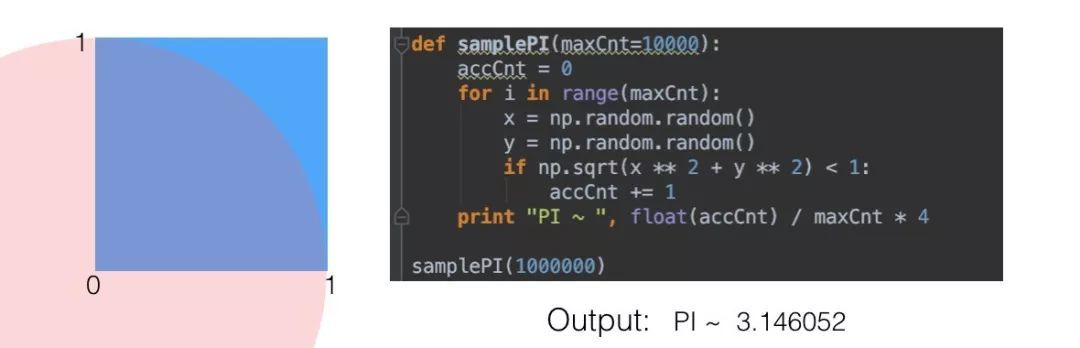 1
0
1
def samplePI(maxCnt=10000):
    accCnt = 0
    for i in range(maxCnt):
        x = np.random.random()
        y = np.random.random()
        if np.sqrt(x ** 2 + y ** 2) < 1:
            accCnt += 1
    print "PI ~ ", float(accCnt) / maxCnt * 4
samplePI(1000000)
Output: PI ~ 3.146052